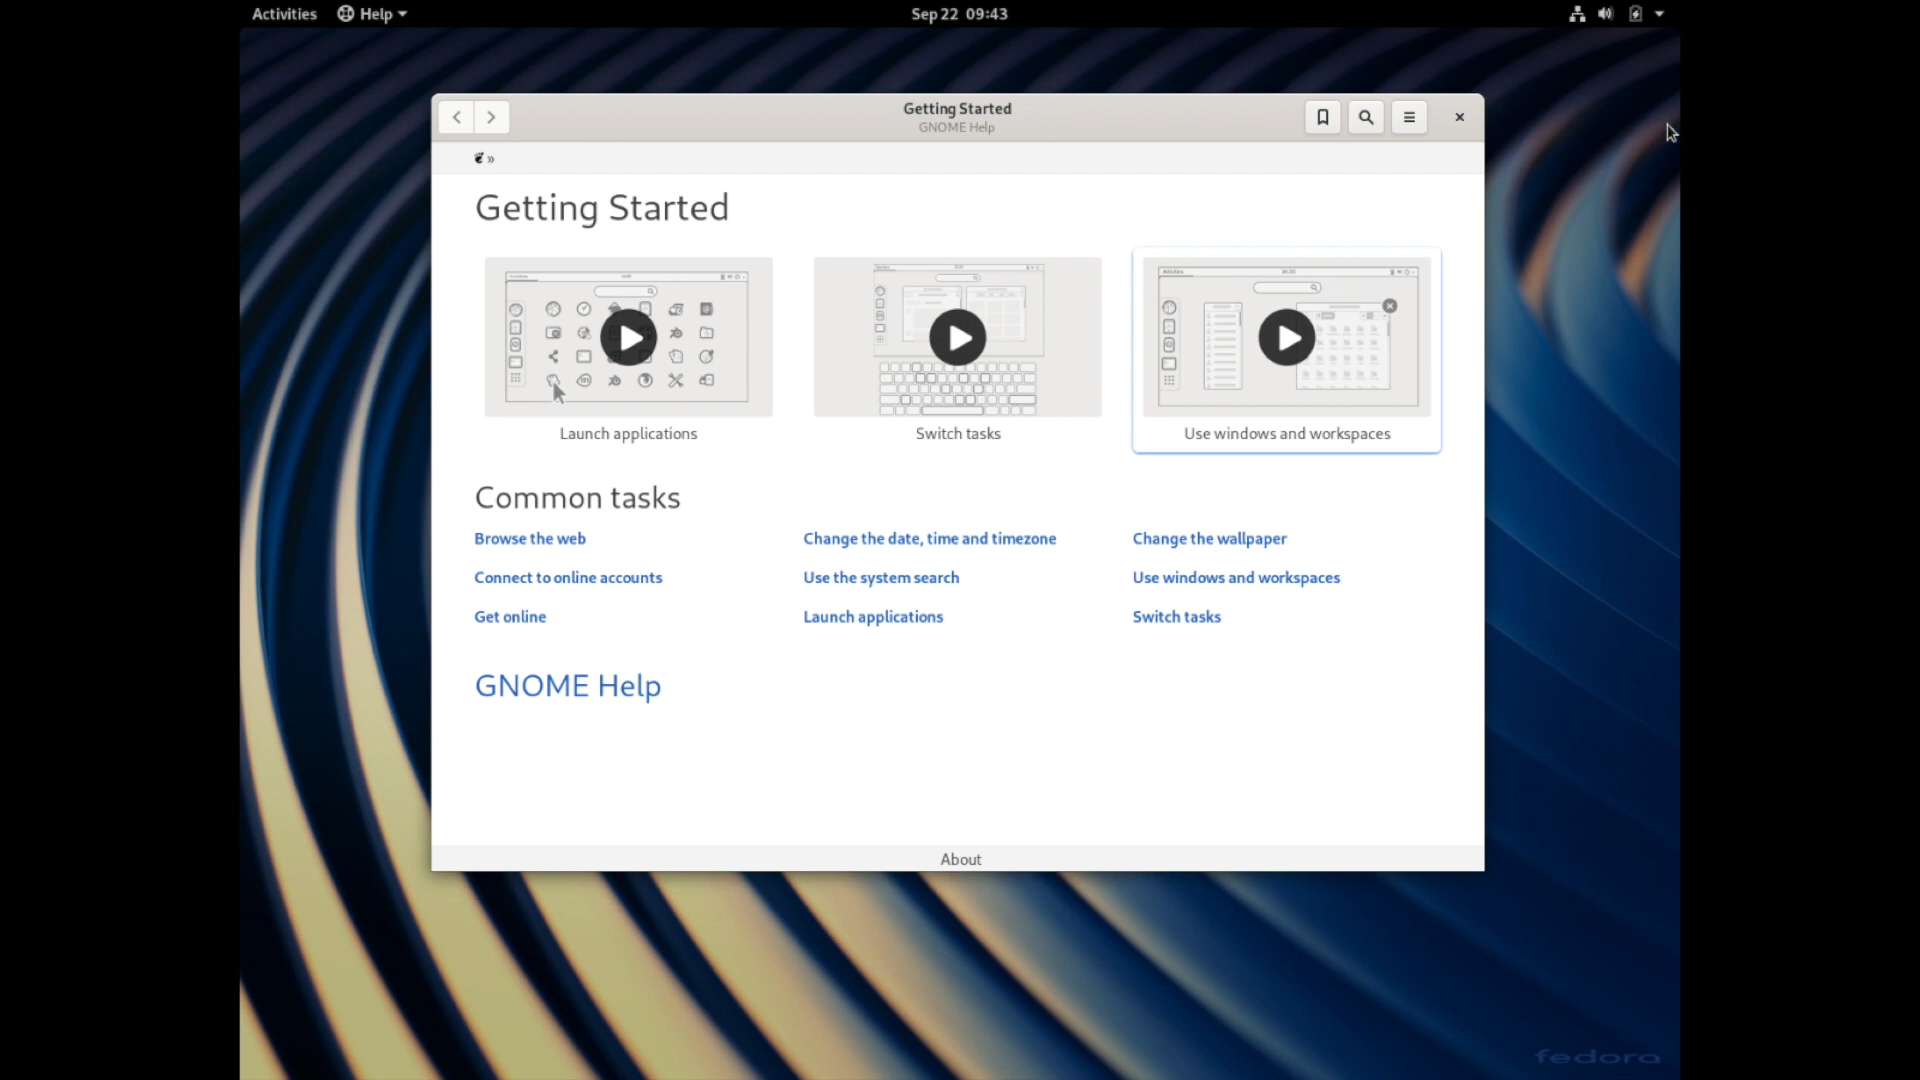 Activities Help Sep 22 09:43
Getting Started
GNOME Help
»
Getting Started
Launch applications Switch tasks Use windows and workspaces
Common tasks
Browse the web Change the date, time and timezone Change the wallpaper
Connect to online accounts Use the system search Use windows and workspaces
Get online Launch applications Switch tasks
GNOME Help
About
fedora